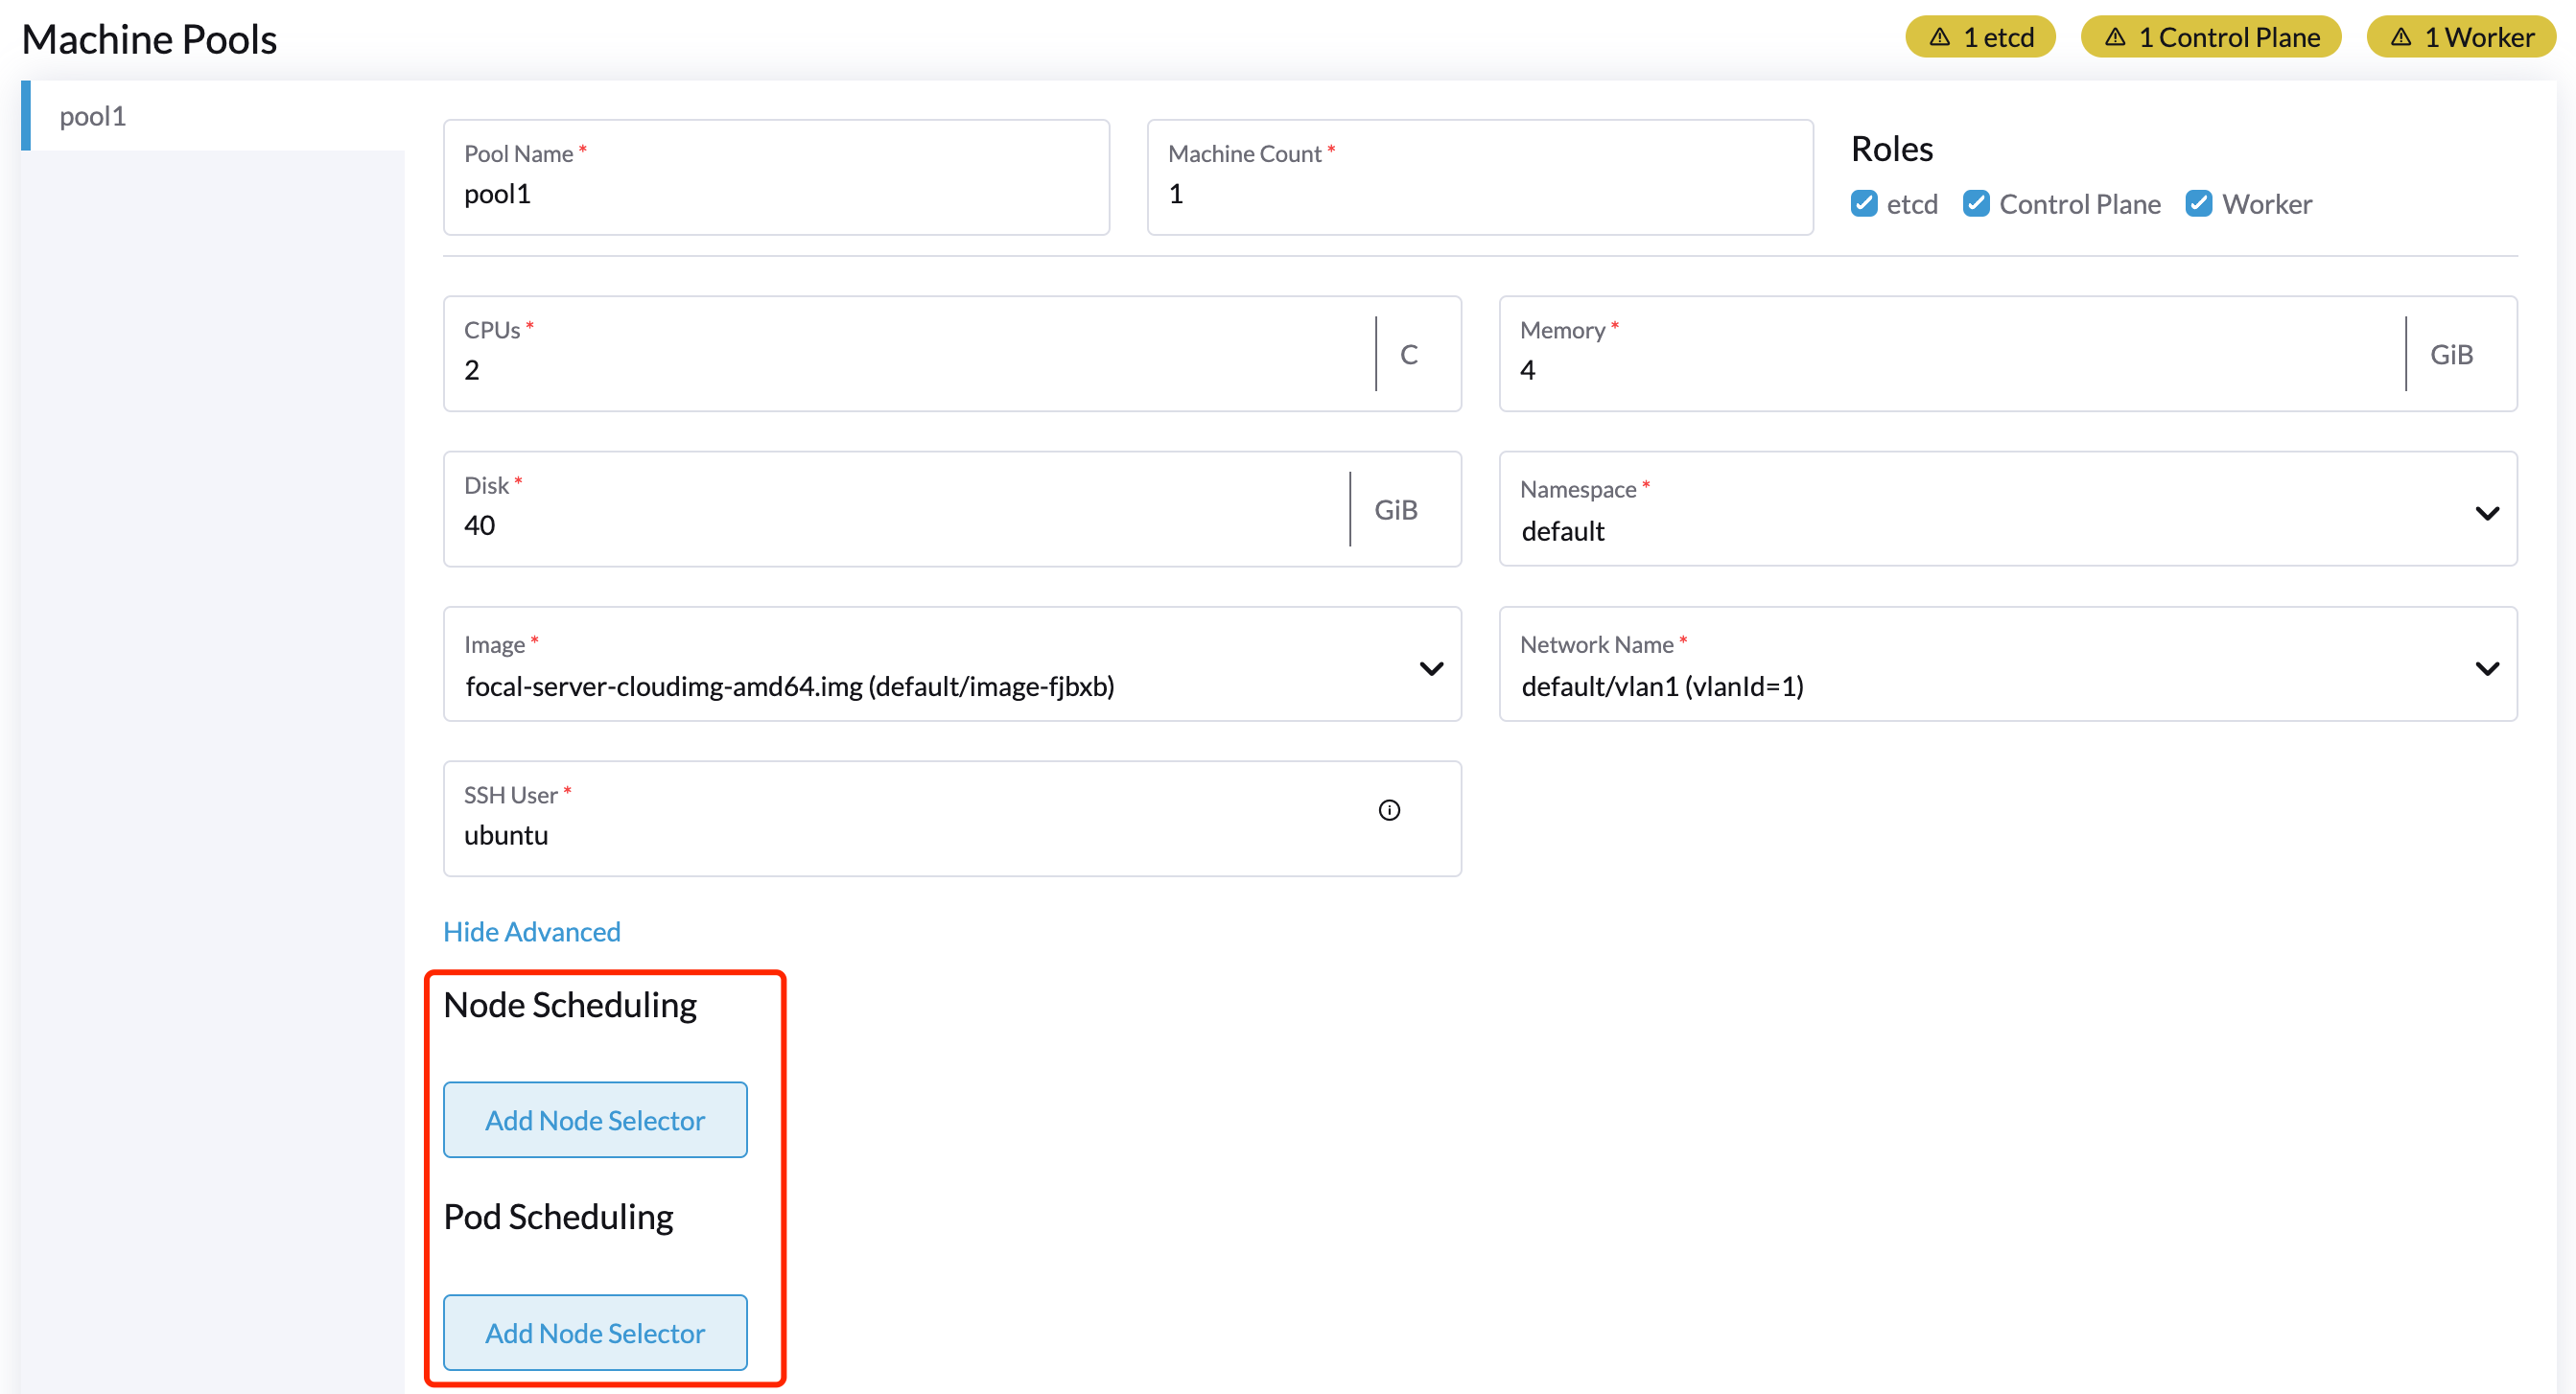 Machine Pools
1 etcd
1 Control Plane
1 Worker
pool1
Pool Name *
pool1
Machine Count *
1
Roles
etcd
Control Plane
Worker
CPUs *
2
C
Memory *
4
GiB
Disk *
40
GiB
Namespace *
default
Image *
focal-server-cloudimg-amd64.img (default/image-fjbxb)
Network Name *
default/vlan1 (vlanId=1)
SSH User *
ubuntu
Hide Advanced
Node Scheduling
Add Node Selector
Pod Scheduling
Add Node Selector